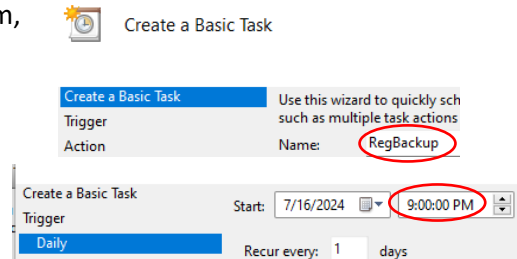 m,
Create a Basic Task
Create a Basic Task
Use this wizard to quickly sch
Trigger
such as multiple task actions
Action
Name: RegBackup
Create a Basic Task
Start: 7/16/2024 9:00:00 PM
Trigger
Daily
Recur every: 1 days